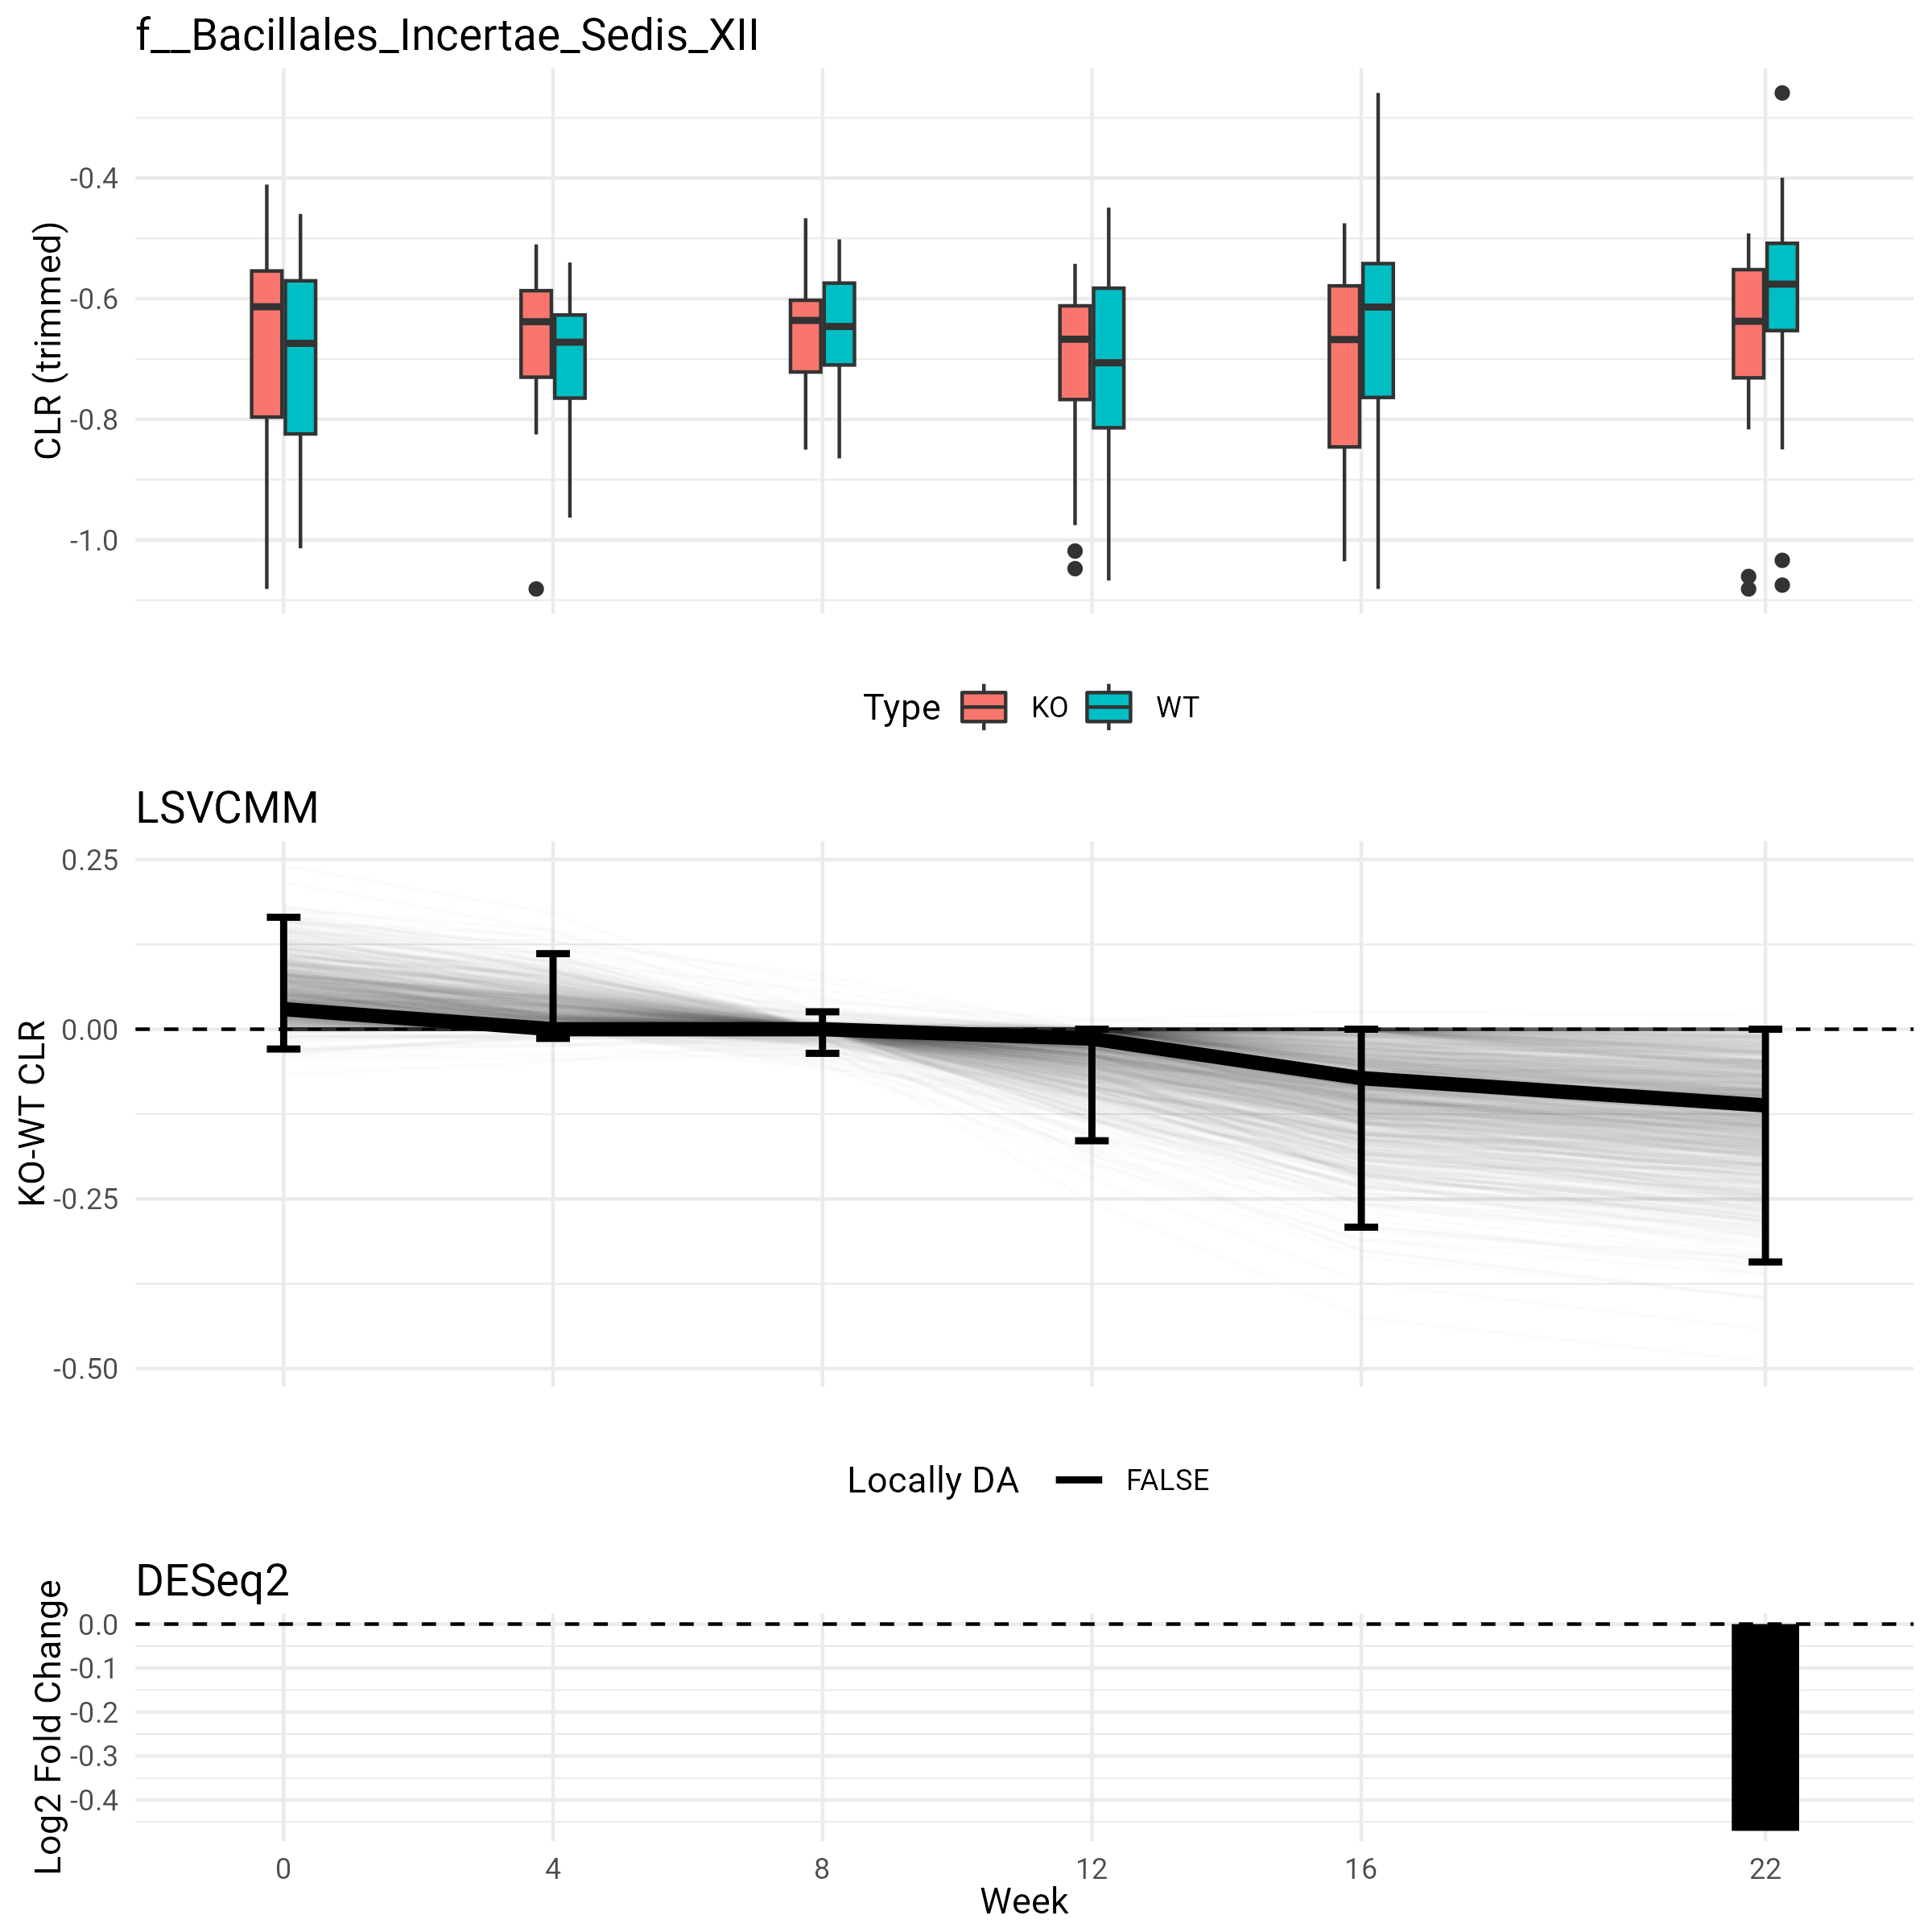 f__Bacillales_Incertae_Sedis_XII
CLR (trimmed)
-0.4
-0.6
-0.8
-1.0
Type KO WT
LSVCMM
KO-WT CLR
0.25
0.00
-0.25
-0.50
Locally DA FALSE
DESeq2
Log2 Fold Change
0.0
-0.1
-0.2
-0.3
-0.4
0 4 8 12 16 22
Week